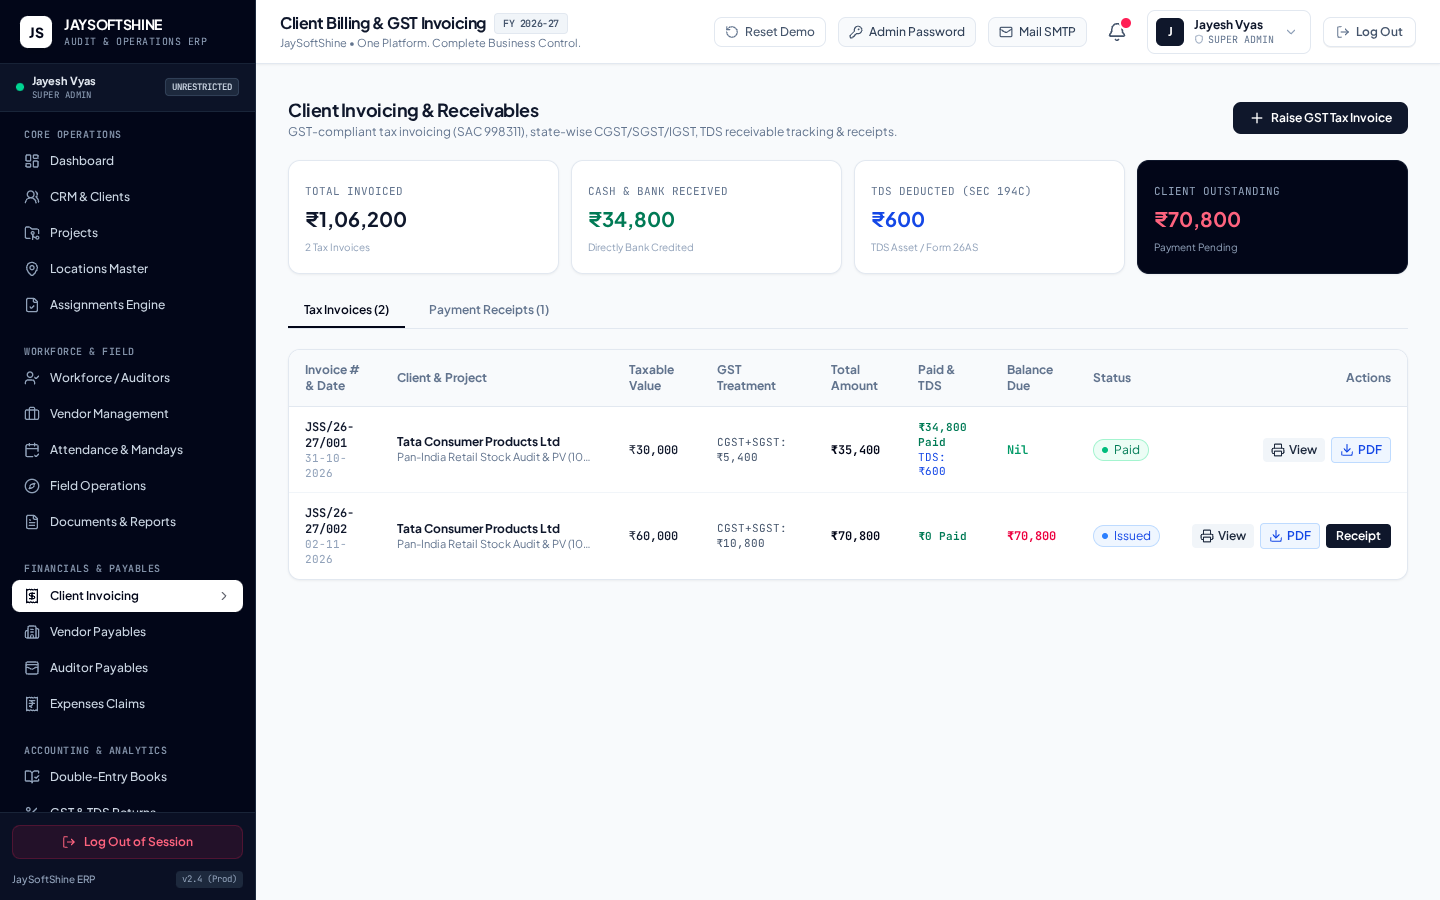 JS
JAYSOFTSHINE
AUDIT & OPERATIONS ERP
Jayesh Vyas
SUPER ADMIN
UNRESTRICTED
CORE OPERATIONS
Dashboard
CRM & Clients
Projects
Locations Master
Assignments Engine
WORKFORCE & FIELD
Workforce / Auditors
Vendor Management
Attendance & Mandays
Field Operations
Documents & Reports
FINANCIALS & PAYABLES
Client Invoicing
Vendor Payables
Auditor Payables
Expenses Claims
ACCOUNTING & ANALYTICS
Double-Entry Books
GST & TDS Returns
Log Out of Session
JaySoftShine ERP
v2.4 (Prod)
Client Billing & GST Invoicing
FY 2026-27
JaySoftShine • One Platform. Complete Business Control.
Reset Demo
Admin Password
Mail SMTP
J
Jayesh Vyas
SUPER ADMIN
Log Out
Client Invoicing & Receivables
GST-compliant tax invoicing (SAC 998311), state-wise CGST/SGST/IGST, TDS receivable tracking & receipts.
Raise GST Tax Invoice
TOTAL INVOICED
₹1,06,200
2 Tax Invoices
CASH & BANK RECEIVED
₹34,800
Directly Bank Credited
TDS DEDUCTED (SEC 194C)
₹600
TDS Asset / Form 26AS
CLIENT OUTSTANDING
₹70,800
Payment Pending
Tax Invoices (2)
Payment Receipts (1)
Invoice #
& Date
Client & Project
Taxable
Value
GST
Treatment
Total
Amount
Paid &
TDS
Balance
Due
Status
Actions
JSS/26-
27/001
31-10-
2026
Tata Consumer Products Ltd
Pan-India Retail Stock Audit & PV (10...
₹30,000
CGST+SGST:
₹5,400
₹35,400
₹34,800
Paid
TDS:
₹600
Nil
Paid
View
PDF
JSS/26-
27/002
02-11-
2026
Tata Consumer Products Ltd
Pan-India Retail Stock Audit & PV (10...
₹60,000
CGST+SGST:
₹10,800
₹70,800
₹0 Paid
₹70,800
Issued
View
PDF
Receipt